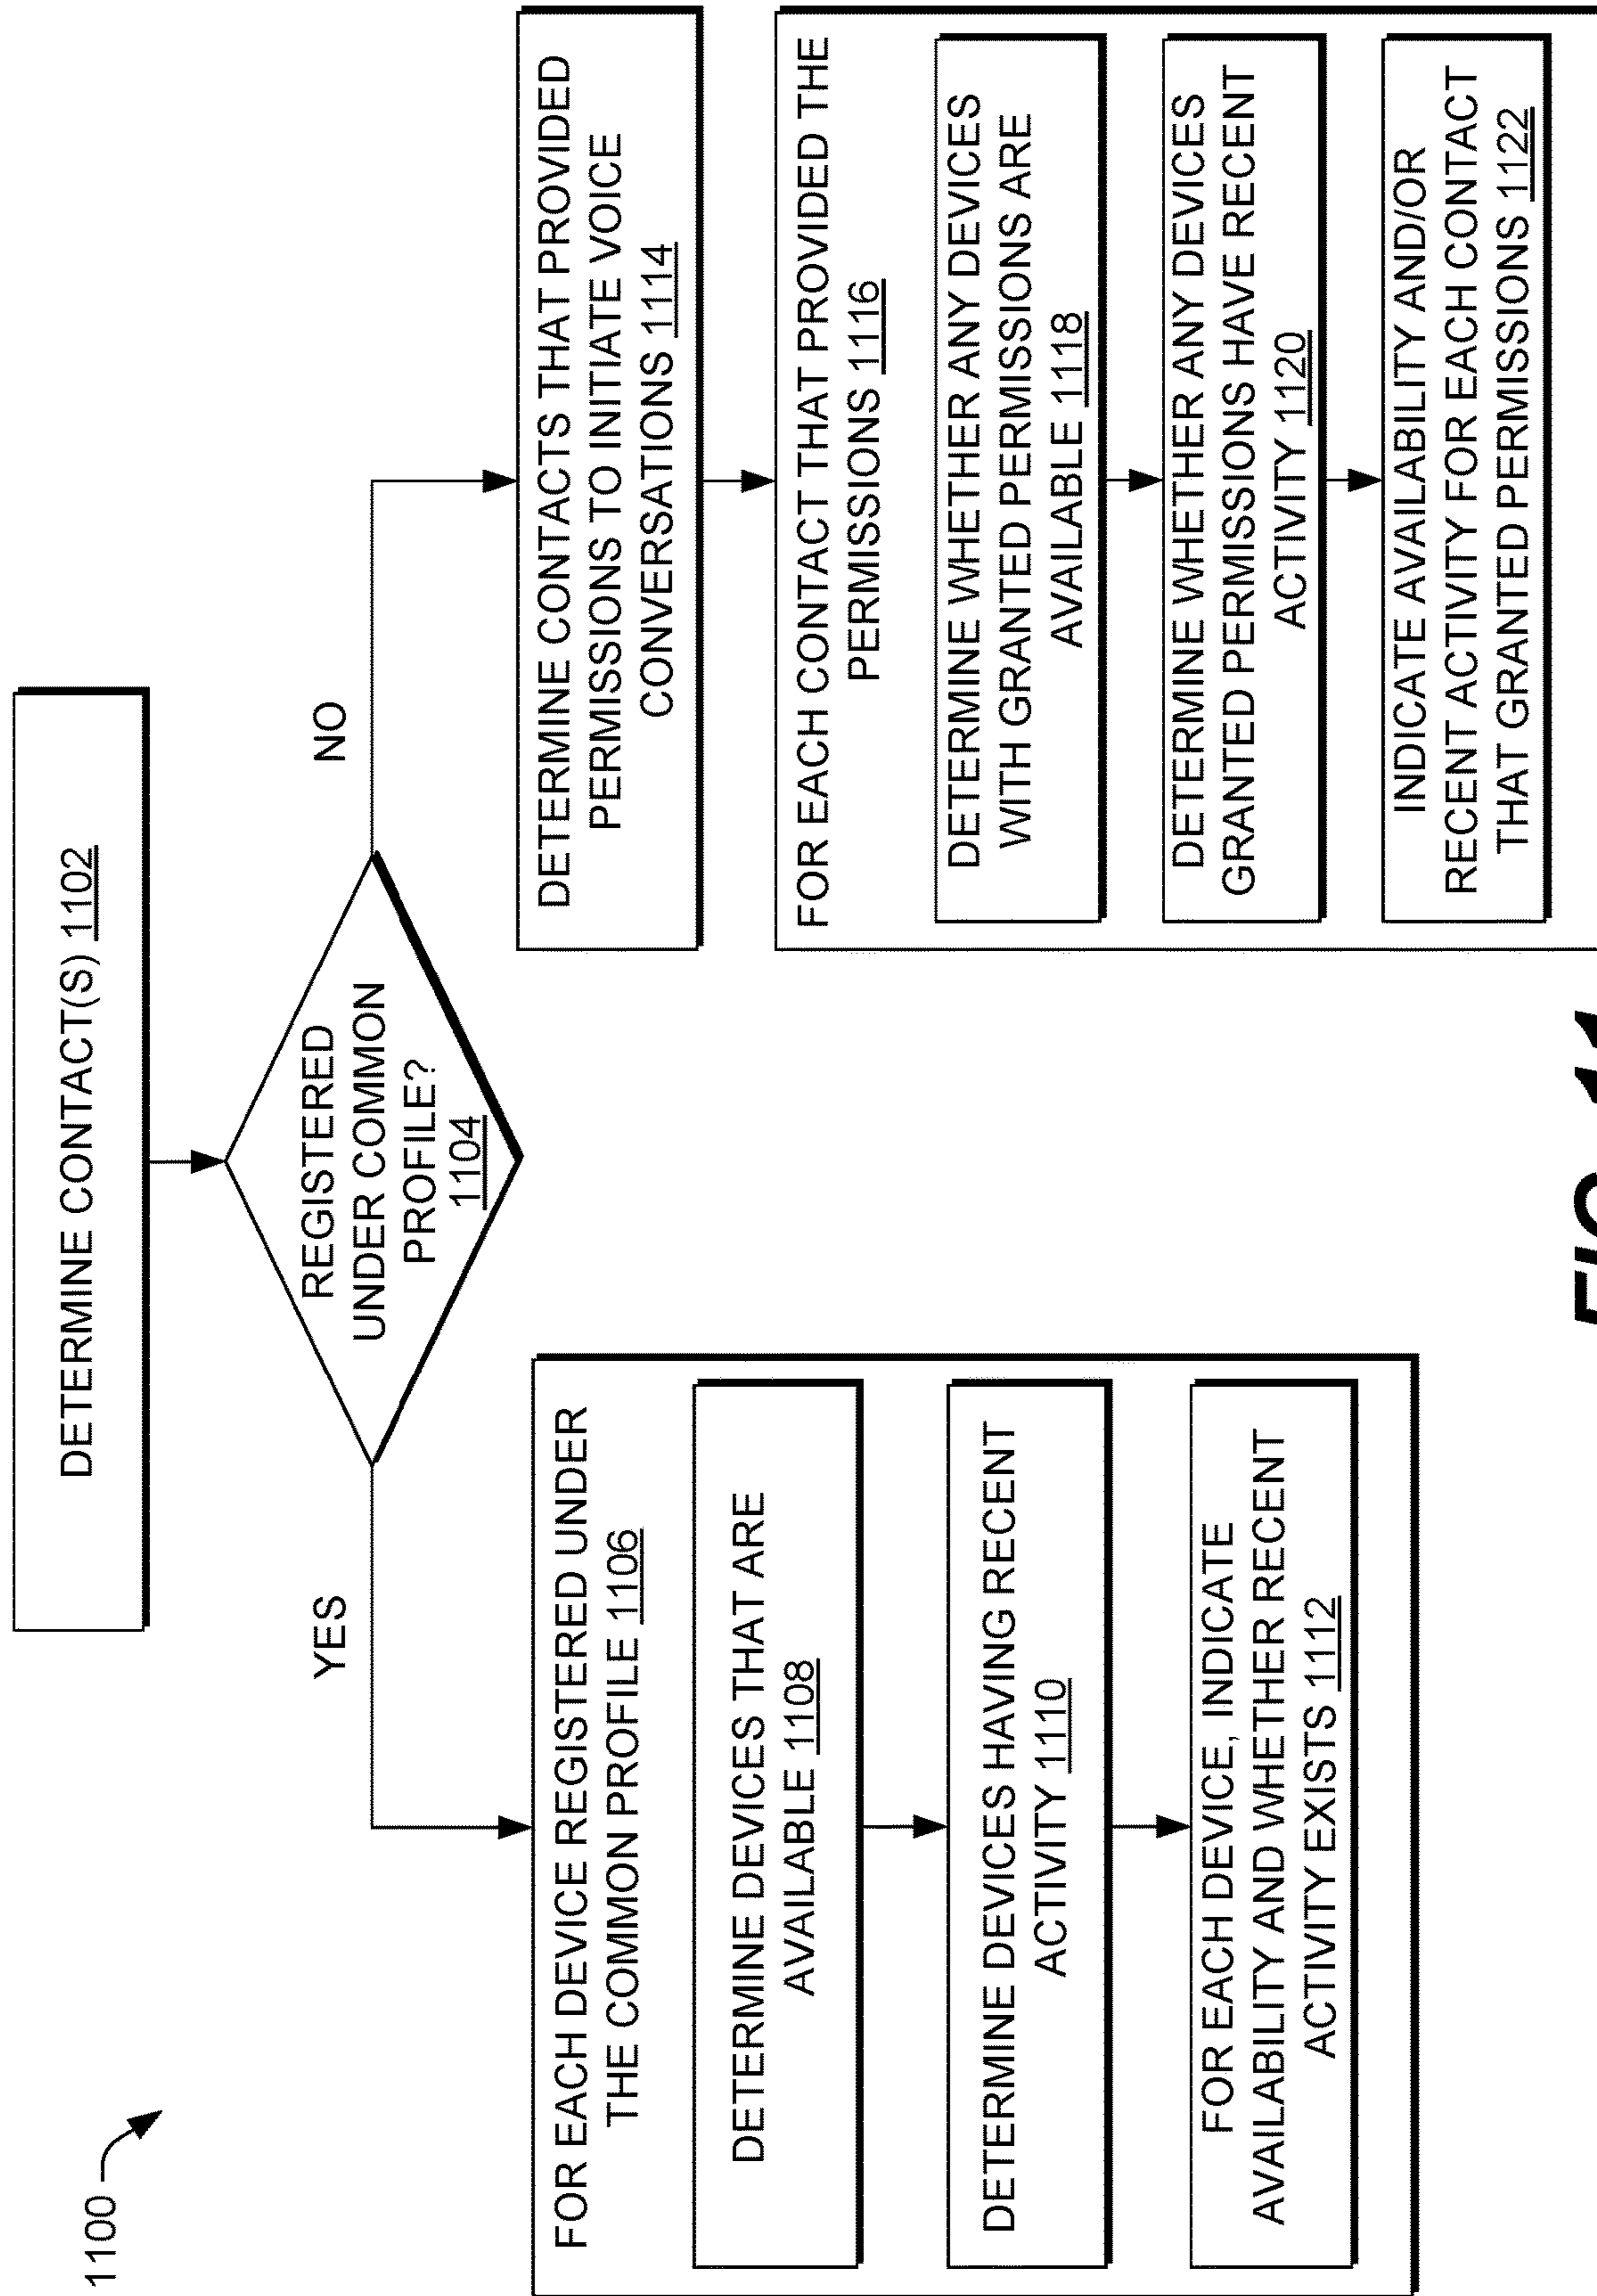 1100
DETERMINE CONTACT(S) 1102
REGISTERED
UNDER COMMON
PROFILE?
1104
YES
NO
FOR EACH DEVICE REGISTERED UNDER
THE COMMON PROFILE 1106
DETERMINE DEVICES THAT ARE
AVAILABLE 1108
DETERMINE DEVICES HAVING RECENT
ACTIVITY 1110
FOR EACH DEVICE, INDICATE
AVAILABILITY AND WHETHER RECENT
ACTIVITY EXISTS 1112
DETERMINE CONTACTS THAT PROVIDED
PERMISSIONS TO INITIATE VOICE
CONVERSATIONS 1114
FOR EACH CONTACT THAT PROVIDED THE
PERMISSIONS 1116
DETERMINE WHETHER ANY DEVICES
WITH GRANTED PERMISSIONS ARE
AVAILABLE 1118
DETERMINE WHETHER ANY DEVICES
GRANTED PERMISSIONS HAVE RECENT
ACTIVITY 1120
INDICATE AVAILABILITY AND/OR
RECENT ACTIVITY FOR EACH CONTACT
THAT GRANTED PERMISSIONS 1122
FIG. 11